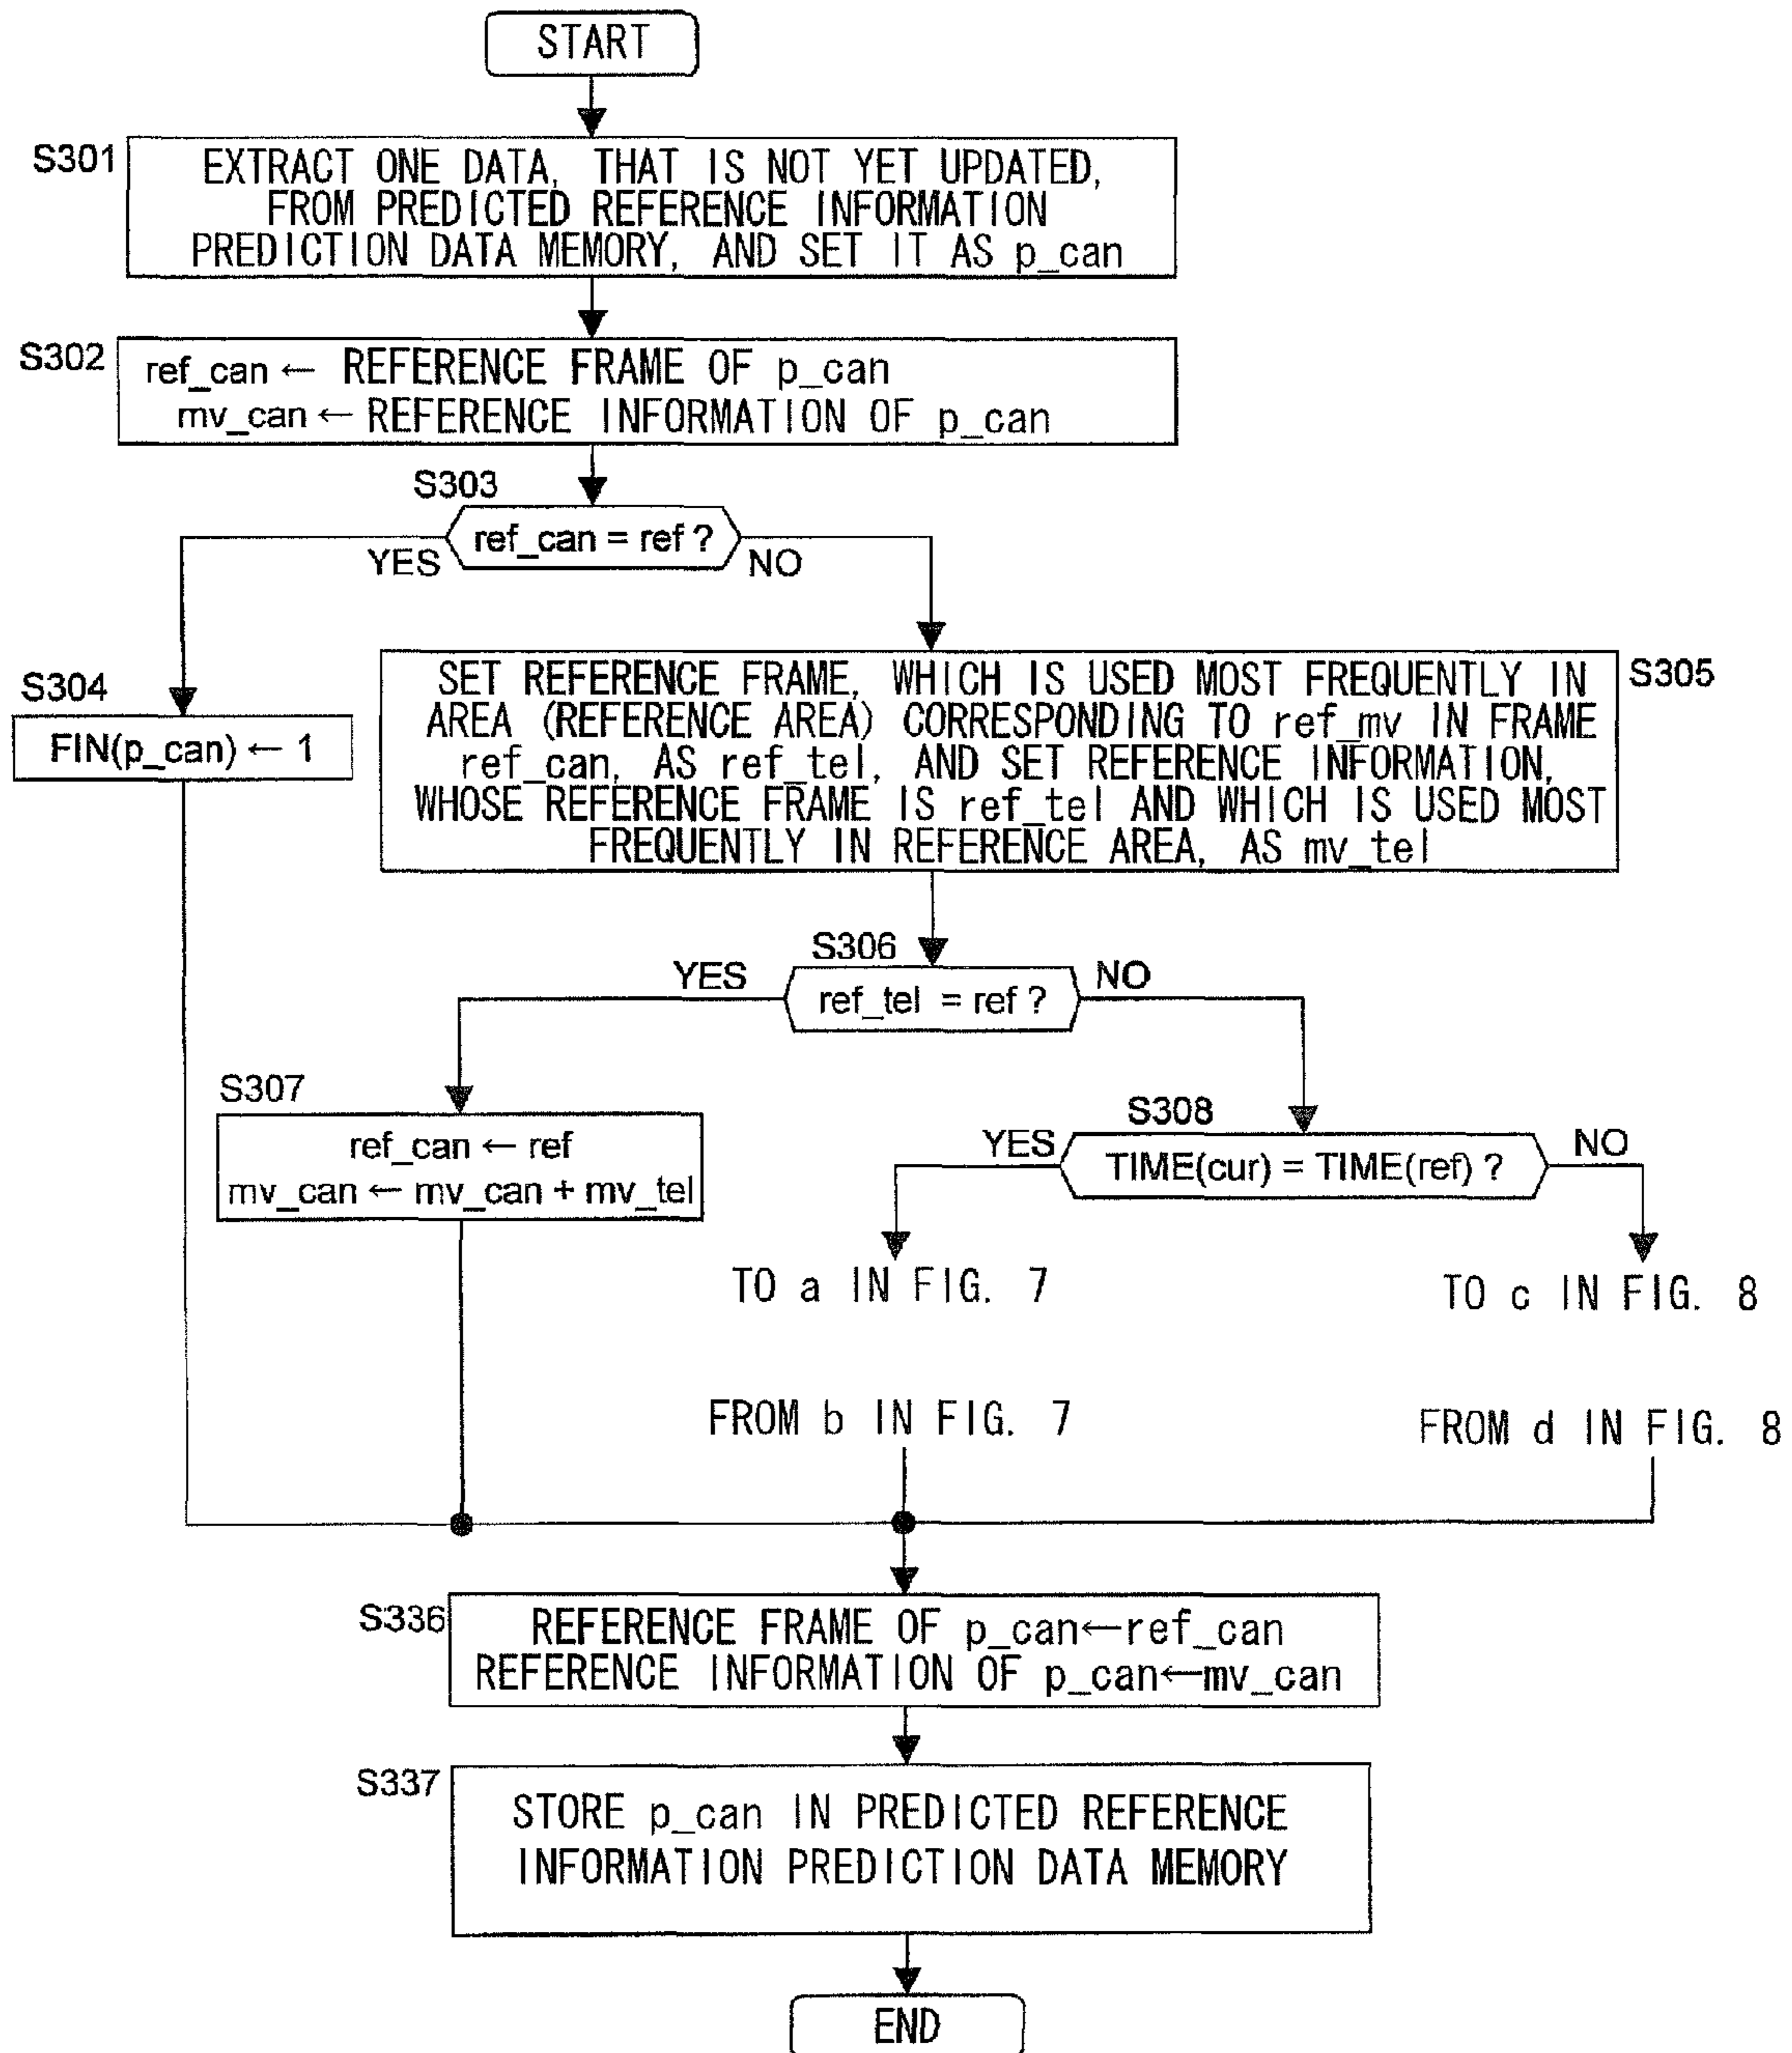 START
S301
EXTRACT ONE DATA, THAT IS NOT YET UPDATED,
FROM PREDICTED REFERENCE INFORMATION
PREDICTION DATA MEMORY, AND SET IT AS p_can
S302
ref_can ← REFERENCE FRAME OF p_can
mv_can ← REFERENCE INFORMATION OF p_can
S303
ref_can = ref ?
YES
NO
S304
FIN(p_can) ← 1
S305
SET REFERENCE FRAME, WHICH IS USED MOST FREQUENTLY IN
AREA (REFERENCE AREA) CORRESPONDING TO ref_mv IN FRAME
ref_can, AS ref_tel, AND SET REFERENCE INFORMATION,
WHOSE REFERENCE FRAME IS ref_tel AND WHICH IS USED MOST
FREQUENTLY IN REFERENCE AREA, AS mv_tel
S306
YES
ref_tel = ref ?
NO
S307
ref_can ← ref
mv_can ← mv_can + mv_tel
S308
YES
TIME(cur) = TIME(ref) ?
NO
TO a IN FIG. 7
TO c IN FIG. 8
FROM b IN FIG. 7
FROM d IN FIG. 8
S336
REFERENCE FRAME OF p_can←ref_can
REFERENCE INFORMATION OF p_can←mv_can
S337
STORE p_can IN PREDICTED REFERENCE
INFORMATION PREDICTION DATA MEMORY
END